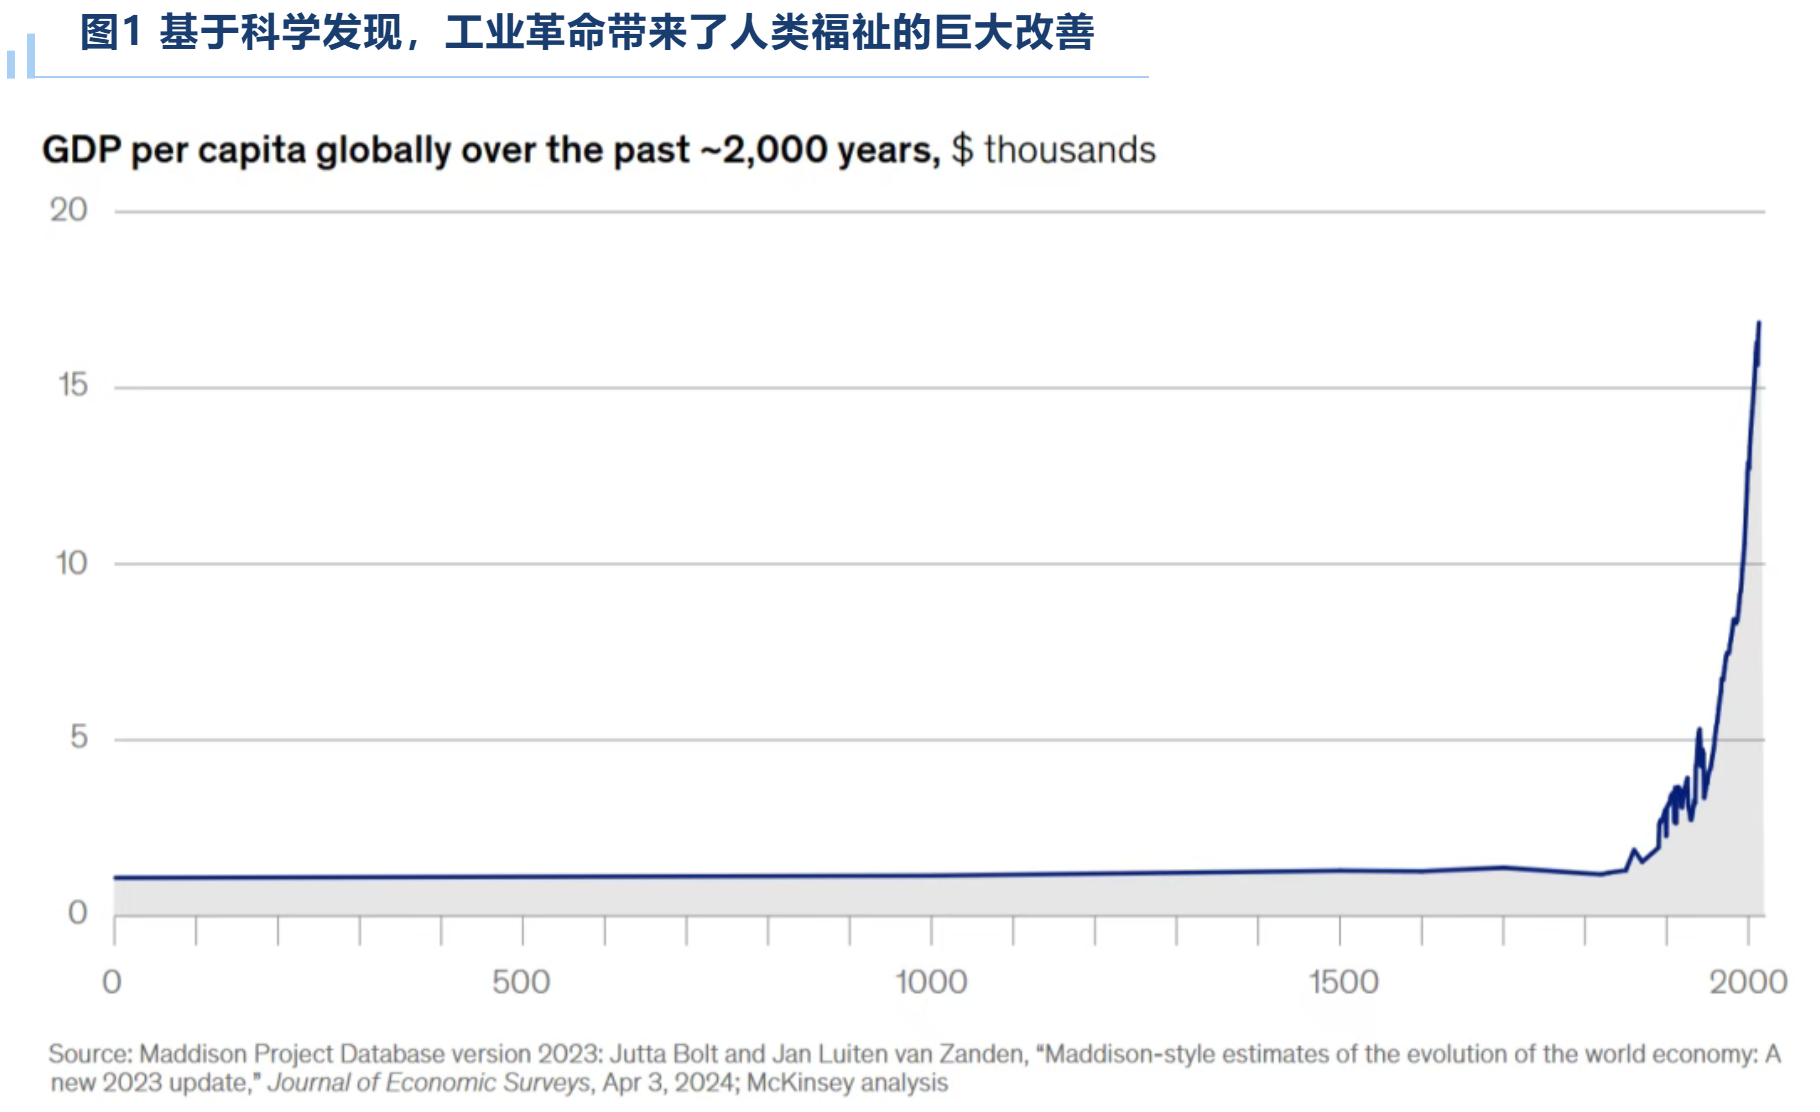 图1 基于科学发现，工业革命带来了人类福祉的巨大改善
GDP per capita globally over the past ~2,000 years, $ thousands
20
15
10
5
0
0 500 1000 1500 2000
Source: Maddison Project Database version 2023: Jutta Bolt and Jan Luiten van Zanden, “Maddison-style estimates of the evolution of the world economy: A
new 2023 update,” Journal of Economic Surveys, Apr 3, 2024; McKinsey analysis